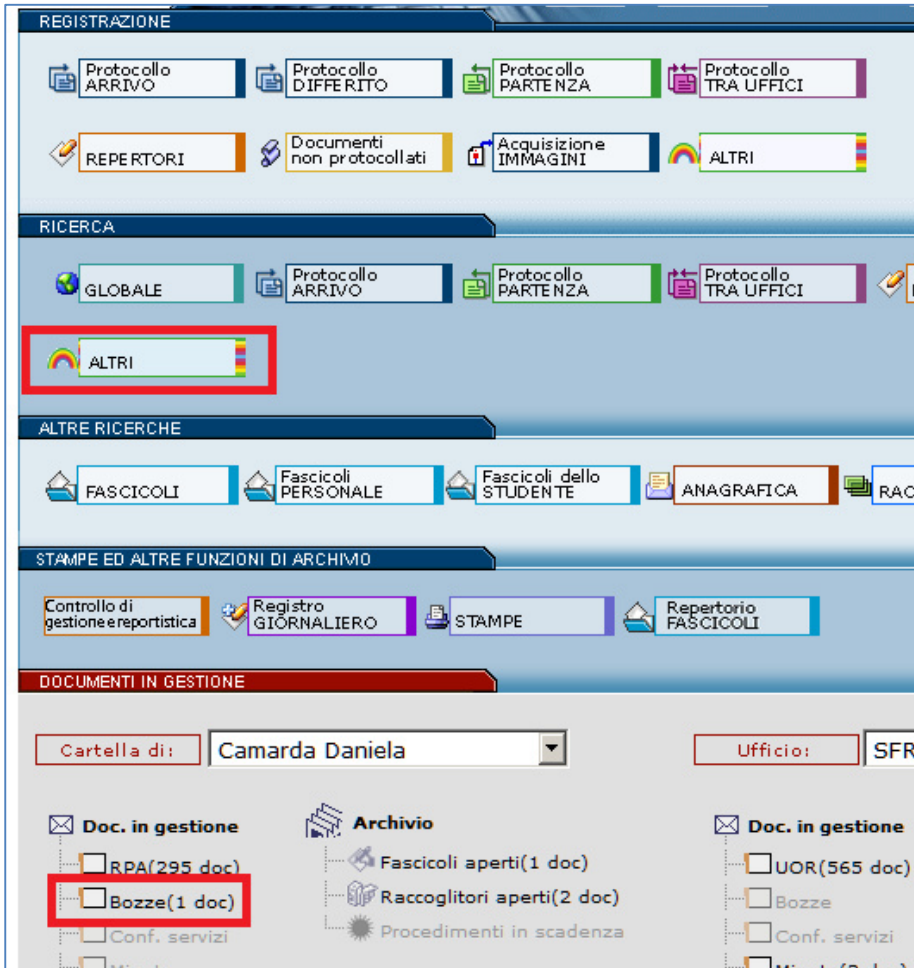 REGISTRAZIONE
Protocollo ARRIVO
Protocollo DIFFERITO
Protocollo PARTENZA
Protocollo TRA UFFICI
REPERTORI
Documenti non protocollati
Acquisizione IMMAGINI
ALTRI
RICERCA
GLOBALE
Protocollo ARRIVO
Protocollo PARTENZA
Protocollo TRA UFFICI
ALTRI
ALTRE RICERCHE
FASCICOLI
Fascicoli PERSONALE
Fascicoli dello STUDENTE
ANAGRAFICA
RAC
STAMPE ED ALTRE FUNZIONI DI ARCHIVIO
Controllo di gestione e reportistica
Registro GIORNALIERO
STAMPE
Repertorio FASCICOLI
DOCUMENTI IN GESTIONE
Cartella di: Camarda Daniela Ufficio: SFR
Doc. in gestione
RPA(295 doc)
Bozze(1 doc)
Conf. servizi
Archivio
Fascicoli aperti(1 doc)
Raccoglitori aperti(2 doc)
Procedimenti in scadenza
Doc. in gestione
UOR(565 doc)
Bozze
Conf. servizi